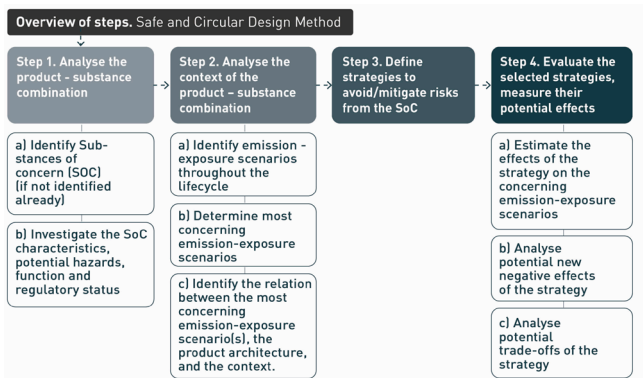 Overview of steps. Safe and Circular Design Method
Step 1. Analyse the
product - substance
combination
a) Identify Sub-
stances of
concern (SOC)
(if not identified
already)
b) Investigate the SoC
characteristics,
potential hazards,
function and
regulatory status
Step 2. Analyse the
context of the
product – substance
combination
a) Identify emission -
exposure scenarios
throughout the
lifecycle
b) Determine most
concerning
emission-exposure
scenarios
c) Identify the relation
between the most
concerning
emission-exposure
scenario(s), the
product architecture,
and the context.
Step 3. Define
strategies to
avoid/mitigate risks
from the SoC
Step 4. Evaluate the
selected strategies,
measure their
potential effects
a) Estimate the
effects of the
strategy on the
concerning
emission-exposure
scenarios
b) Analyse
potential new
negative effects
of the strategy
c) Analyse
potential
trade-offs of the
strategy